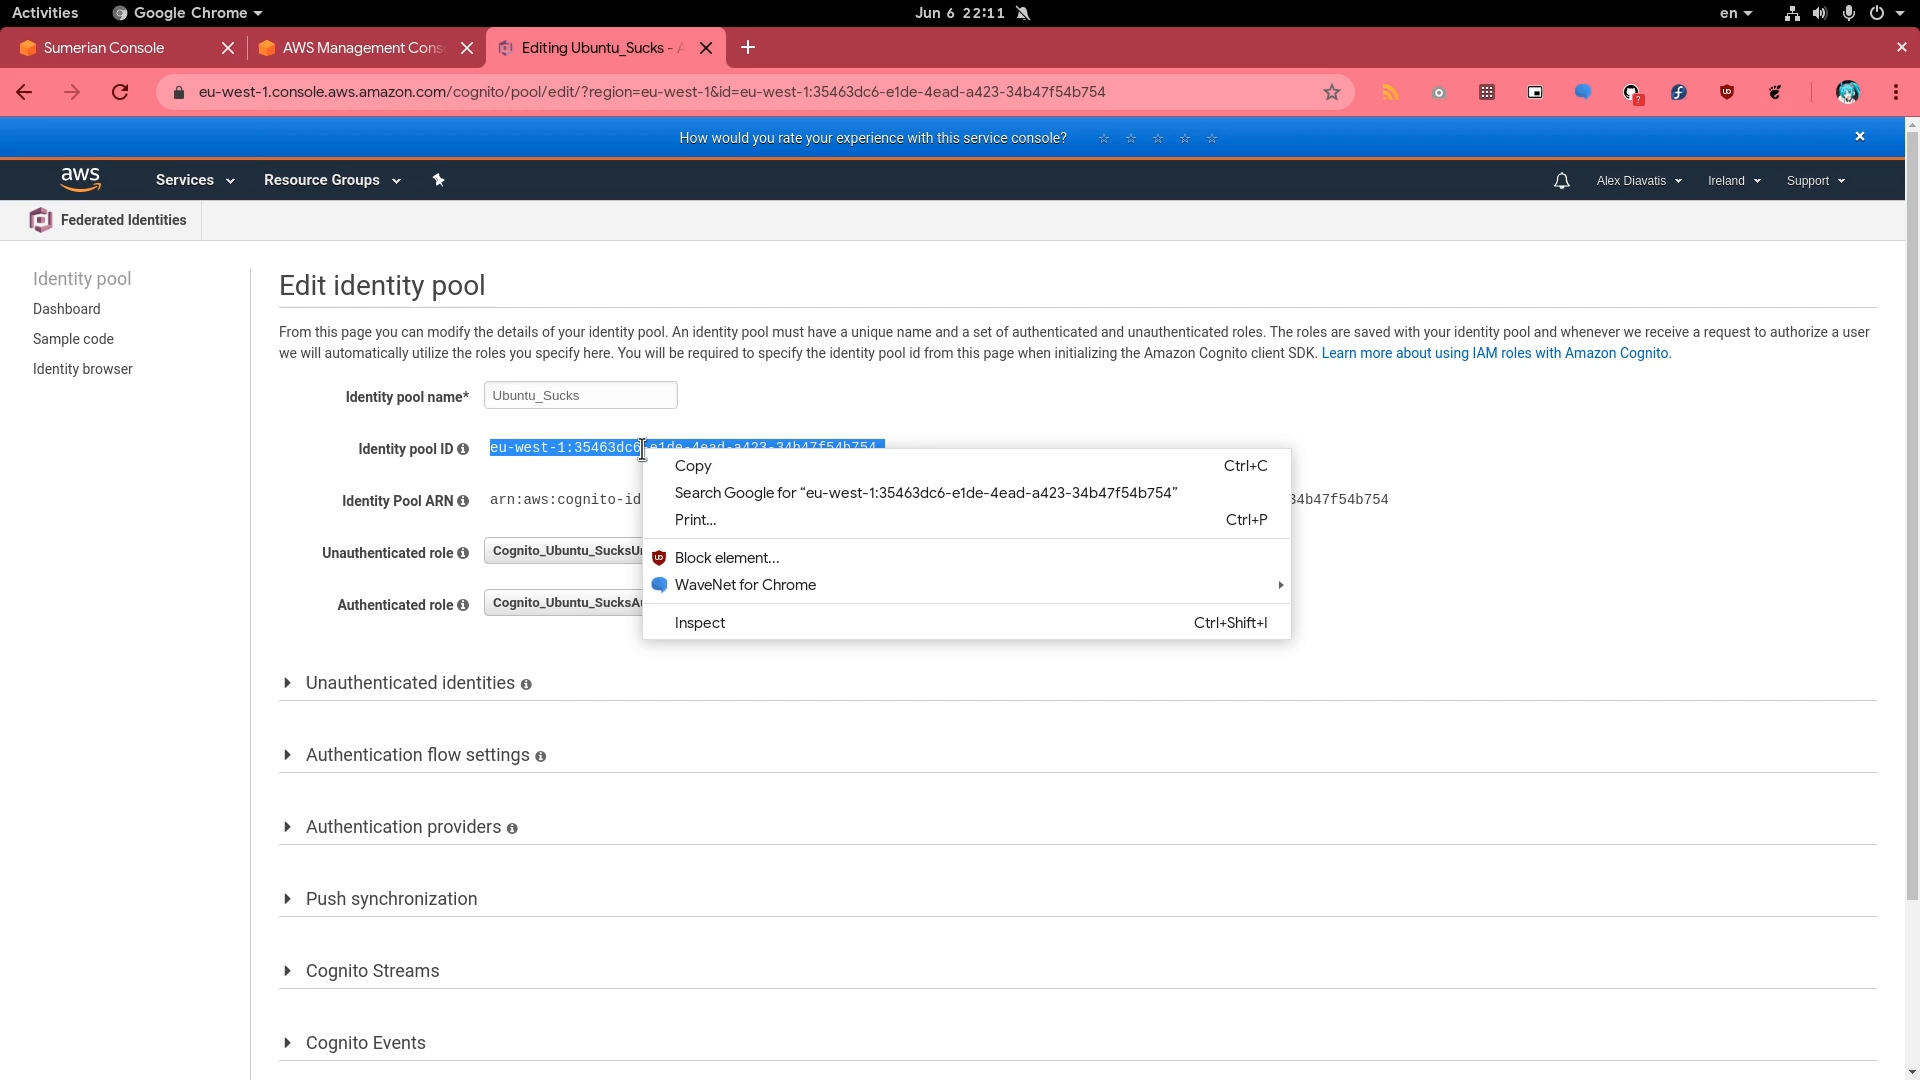 Activities
Google Chrome
Jun 6 22:11
en
Sumerian Console
AWS Management Cons
Editing Ubuntu_Sucks - A
eu-west-1.console.aws.amazon.com/cognito/pool/edit/?region=eu-west-1&id=eu-west-1:35463dc6-e1de-4ead-a423-34b47f54b754
How would you rate your experience with this service console?
aws
Services
Resource Groups
Alex Diavatis
Ireland
Support
Federated Identities
Identity pool
Dashboard
Sample code
Identity browser
Edit identity pool
From this page you can modify the details of your identity pool. An identity pool must have a unique name and a set of authenticated and unauthenticated roles. The roles are saved with your identity pool and whenever we receive a request to authorize a user
we will automatically utilize the roles you specify here. You will be required to specify the identity pool id from this page when initializing the Amazon Cognito client SDK. Learn more about using IAM roles with Amazon Cognito.
Identity pool name*
Ubuntu_Sucks
Identity pool ID
eu-west-1:35463dc6-e1de-4ead-a423-34b47f54b754
Identity Pool ARN
arn:aws:cognito-id
34b47f54b754
Unauthenticated role
Cognito_Ubuntu_SucksUn
Authenticated role
Cognito_Ubuntu_SucksAu
Copy Ctrl+C
Search Google for “eu-west-1:35463dc6-e1de-4ead-a423-34b47f54b754”
Print... Ctrl+P
Block element...
WaveNet for Chrome
Inspect Ctrl+Shift+I
Unauthenticated identities
Authentication flow settings
Authentication providers
Push synchronization
Cognito Streams
Cognito Events